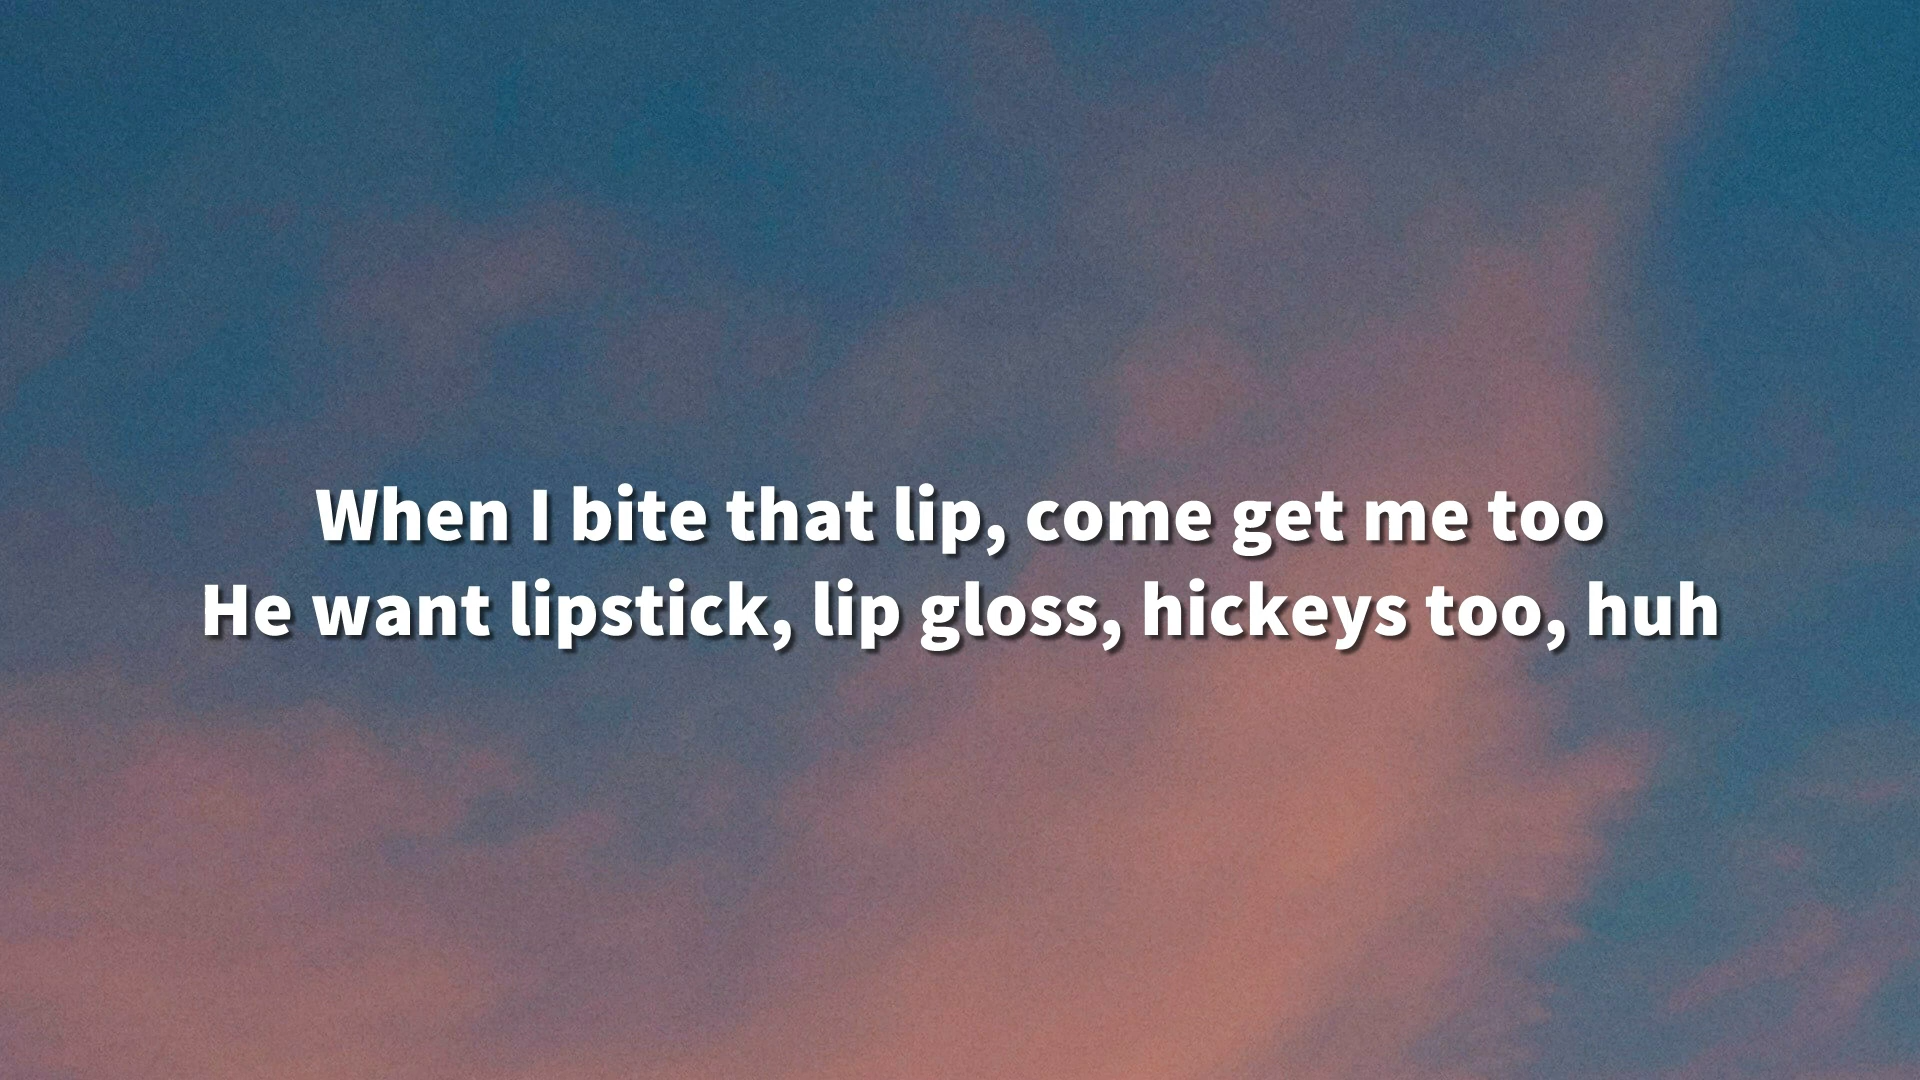 When I bite that lip, come get me too
He want lipstick, lip gloss, hickeys too, huh